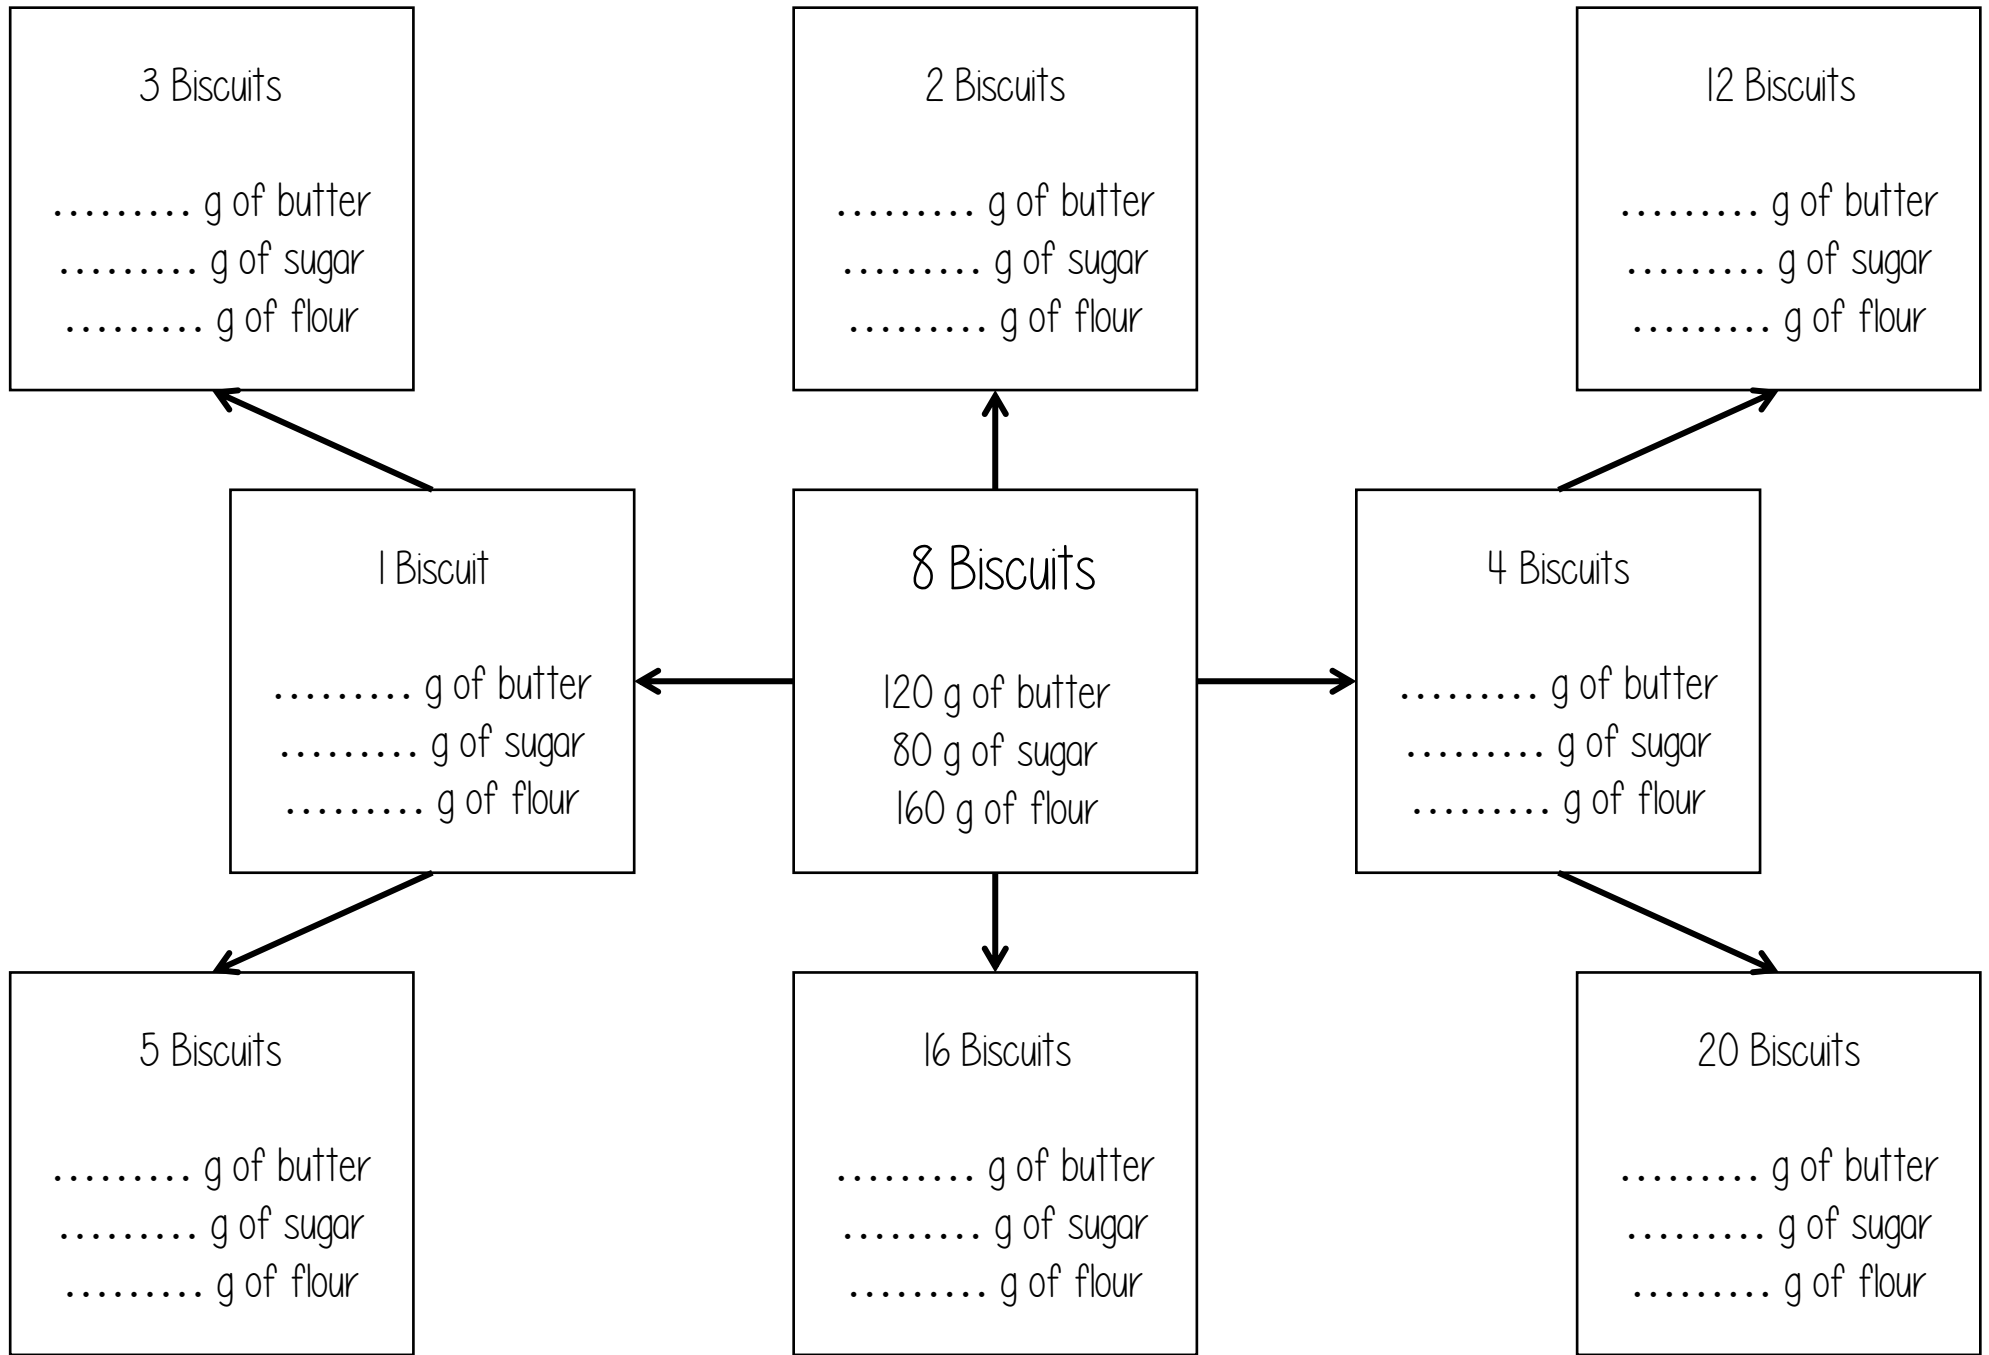 3 Biscuits
......... g of butter
......... g of sugar
......... g of flour
2 Biscuits
......... g of butter
......... g of sugar
......... g of flour
12 Biscuits
......... g of butter
......... g of sugar
......... g of flour
1 Biscuit
......... g of butter
......... g of sugar
......... g of flour
8 Biscuits
120 g of butter
80 g of sugar
160 g of flour
4 Biscuits
......... g of butter
......... g of sugar
......... g of flour
5 Biscuits
......... g of butter
......... g of sugar
......... g of flour
16 Biscuits
......... g of butter
......... g of sugar
......... g of flour
20 Biscuits
......... g of butter
......... g of sugar
......... g of flour